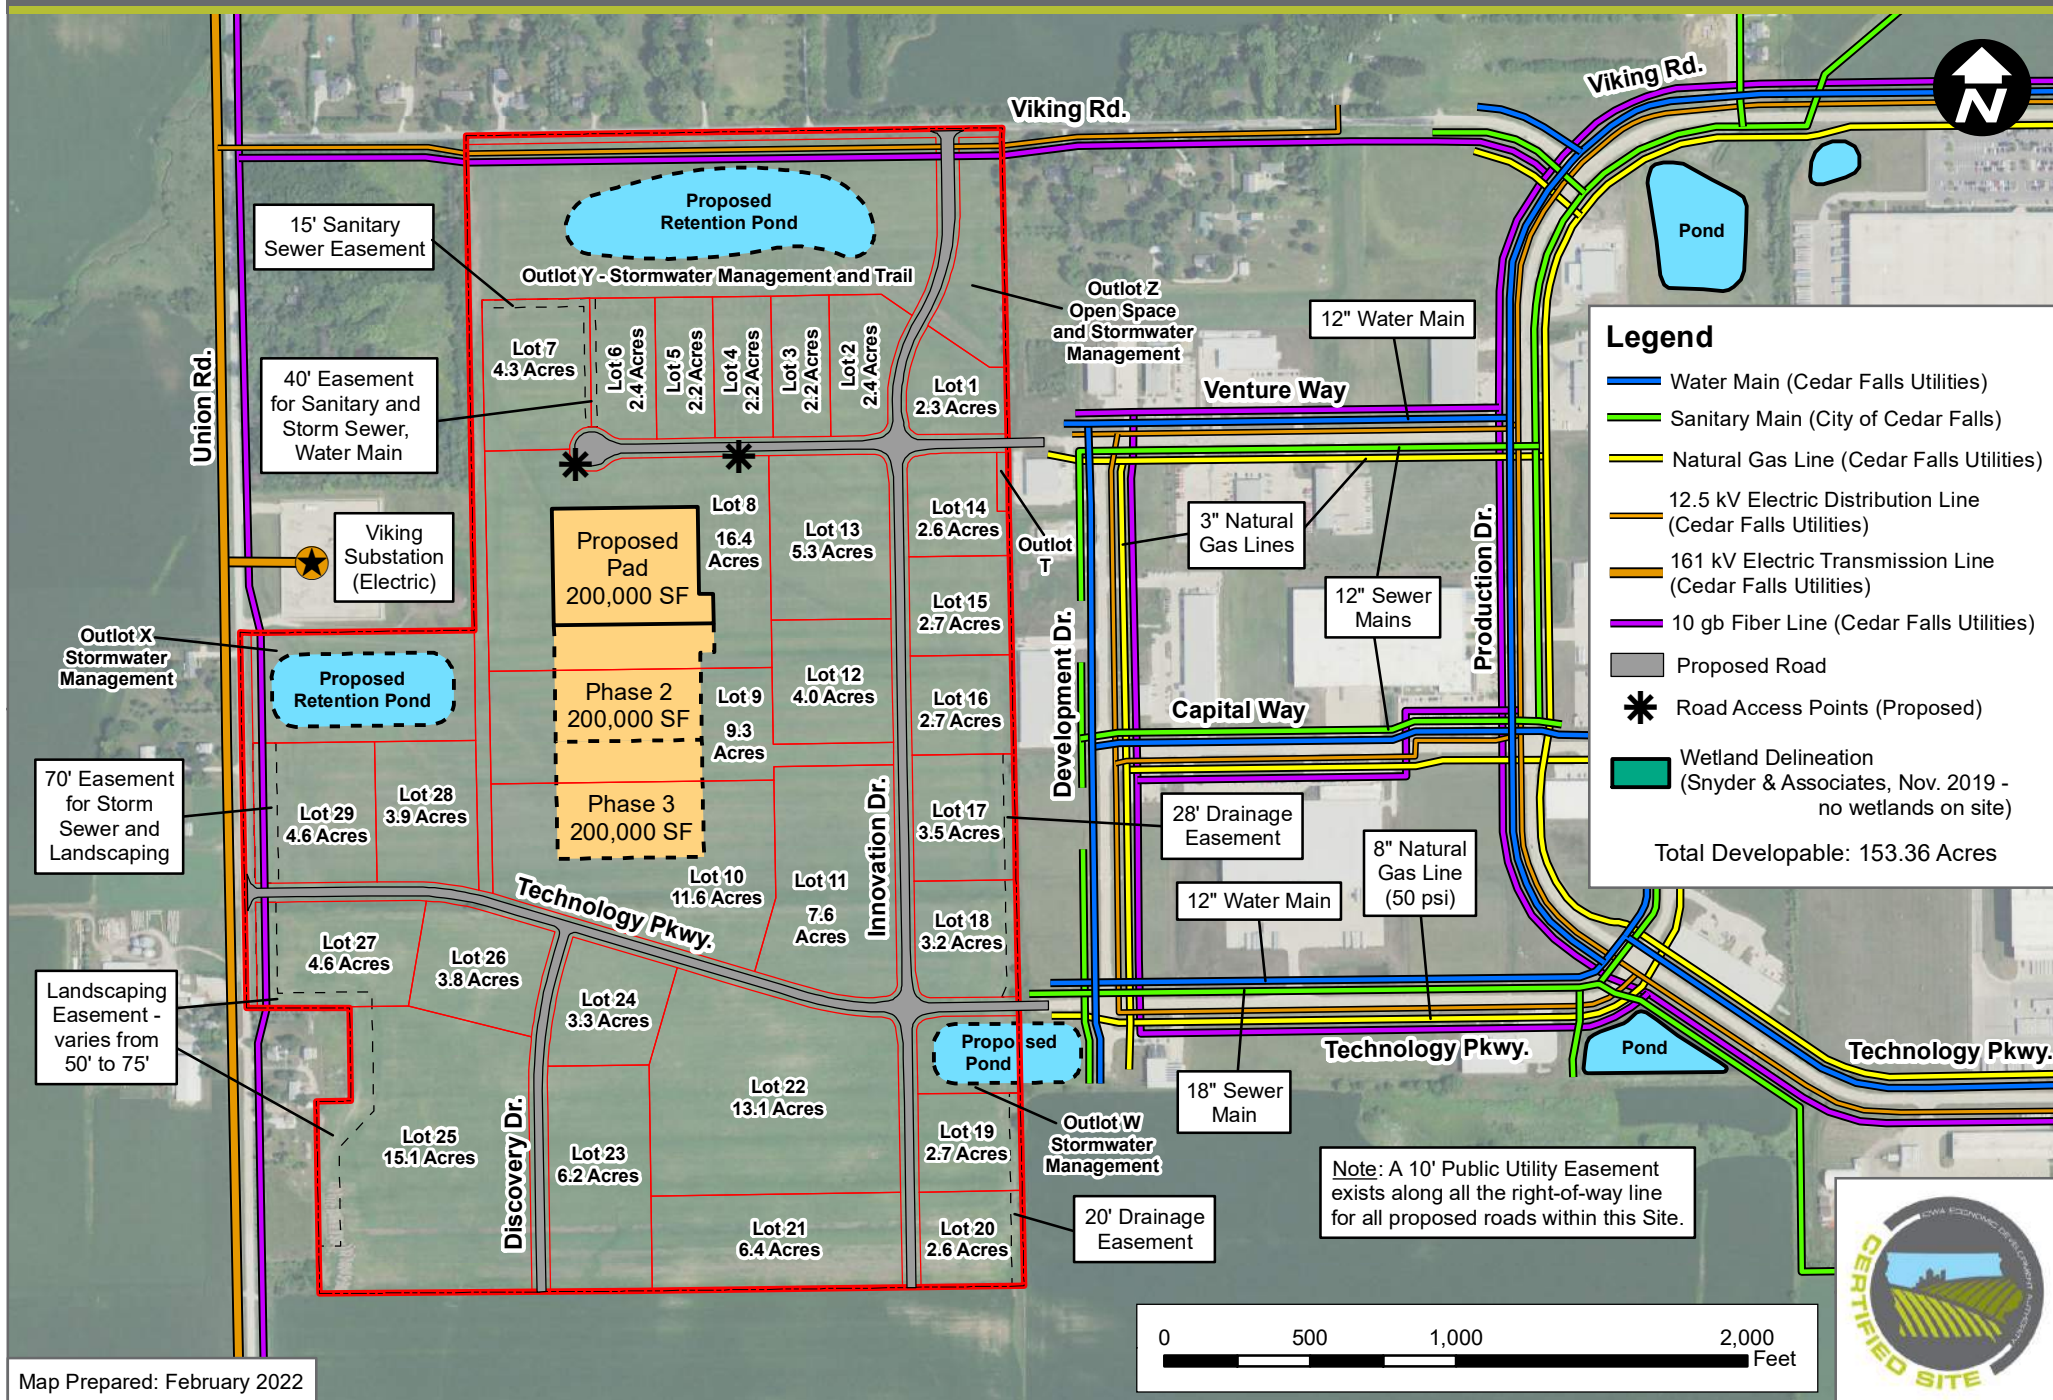 Viking Rd.
Viking Rd.
N
Proposed
Retention Pond
15' Sanitary
Sewer Easement
Outlot Y - Stormwater Management and Trail
Pond
Outlot Z
Open Space
and Stormwater
Management
12" Water Main
Union Rd.
40' Easement
for Sanitary and
Storm Sewer,
Water Main
Lot 7
4.3 Acres
Lot 6
2.4 Acres
Lot 5
2.2 Acres
Lot 4
2.2 Acres
Lot 3
2.2 Acres
Lot 2
2.4 Acres
Lot 1
2.3 Acres
Venture Way
Legend
Water Main (Cedar Falls Utilities)
Sanitary Main (City of Cedar Falls)
Natural Gas Line (Cedar Falls Utilities)
12.5 kV Electric Distribution Line
(Cedar Falls Utilities)
161 kV Electric Transmission Line
(Cedar Falls Utilities)
10 gb Fiber Line (Cedar Falls Utilities)
Proposed Road
Road Access Points (Proposed)
Wetland Delineation
(Snyder & Associates, Nov. 2019 -
no wetlands on site)
Total Developable: 153.36 Acres
Viking
Substation
(Electric)
Proposed
Pad
200,000 SF
Lot 8
16.4
Acres
Lot 13
5.3 Acres
Lot 14
2.6 Acres
Outlot
T
3" Natural
Gas Lines
12" Sewer
Mains
Production Dr.
Development Dr.
Lot 15
2.7 Acres
Outlot X
Stormwater
Management
Proposed
Retention Pond
Phase 2
200,000 SF
Lot 9
9.3
Acres
Lot 12
4.0 Acres
Lot 16
2.7 Acres
Capital Way
70' Easement
for Storm
Sewer and
Landscaping
Lot 29
4.6 Acres
Lot 28
3.9 Acres
Phase 3
200,000 SF
Lot 10
11.6 Acres
Lot 11
7.6
Acres
Innovation Dr.
Lot 17
3.5 Acres
28' Drainage
Easement
8" Natural
Gas Line
(50 psi)
12" Water Main
Technology Pkwy.
Lot 18
3.2 Acres
Lot 27
4.6 Acres
Lot 26
3.8 Acres
Landscaping
Easement -
varies from
50' to 75'
Lot 24
3.3 Acres
Proposed
Pond
Technology Pkwy.
Pond
Technology Pkwy.
18" Sewer
Main
Lot 22
13.1 Acres
Discovery Dr.
Lot 25
15.1 Acres
Lot 23
6.2 Acres
Lot 19
2.7 Acres
Outlot W
Stormwater
Management
Lot 21
6.4 Acres
Lot 20
2.6 Acres
20' Drainage
Easement
Note: A 10' Public Utility Easement
exists along all the right-of-way line
for all proposed roads within this Site.
0 500 1,000 2,000
Feet
IOWA ECONOMIC DEVELOPMENT AUTHORITY
CERTIFIED SITE
Map Prepared: February 2022